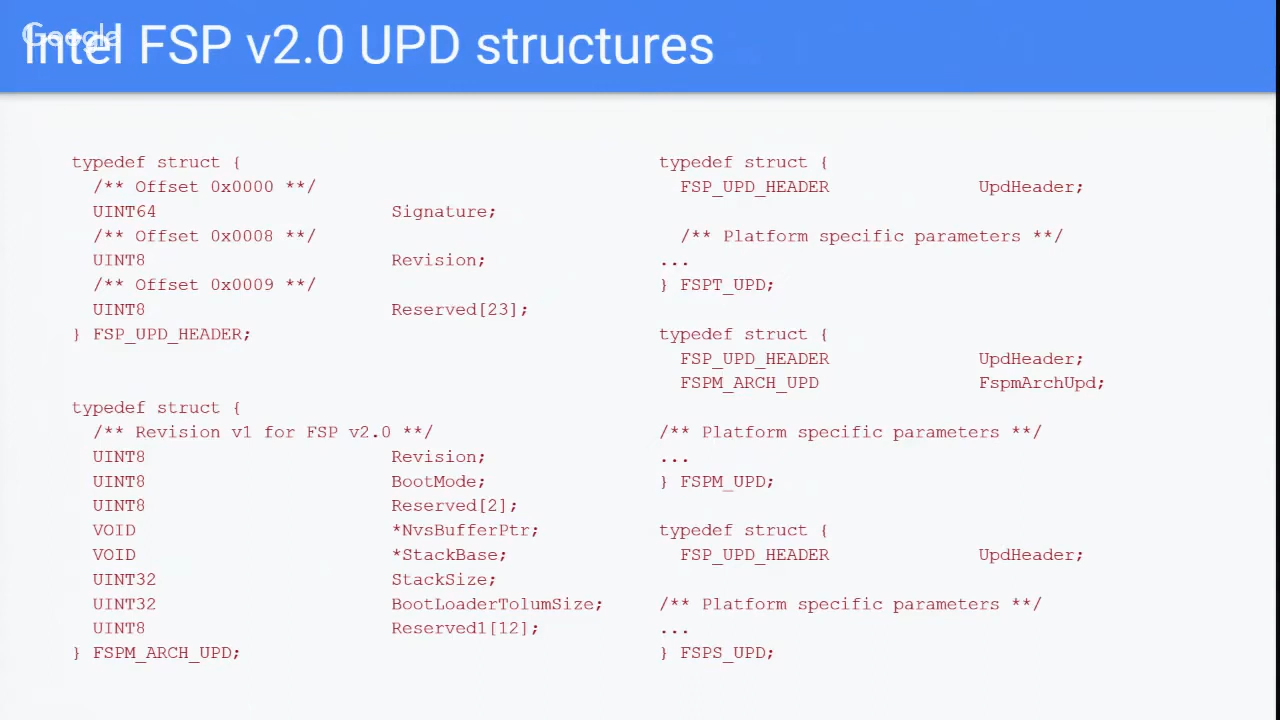 Google
Intel FSP v2.0 UPD structures
typedef struct {
/** Offset 0x0000 **/
UINT64 Signature;
/** Offset 0x0008 **/
UINT8 Revision;
/** Offset 0x0009 **/
UINT8 Reserved[23];
} FSP_UPD_HEADER;
typedef struct {
/** Revision v1 for FSP v2.0 **/
UINT8 Revision;
UINT8 BootMode;
UINT8 Reserved[2];
VOID *NvsBufferPtr;
VOID *StackBase;
UINT32 StackSize;
UINT32 BootLoaderTolumSize;
UINT8 Reserved1[12];
} FSPM_ARCH_UPD;
typedef struct {
FSP_UPD_HEADER UpdHeader;
/** Platform specific parameters **/
...
} FSPT_UPD;
typedef struct {
FSP_UPD_HEADER UpdHeader;
FSPM_ARCH_UPD FspmArchUpd;
/** Platform specific parameters **/
...
} FSPM_UPD;
typedef struct {
FSP_UPD_HEADER UpdHeader;
/** Platform specific parameters **/
...
} FSPS_UPD;